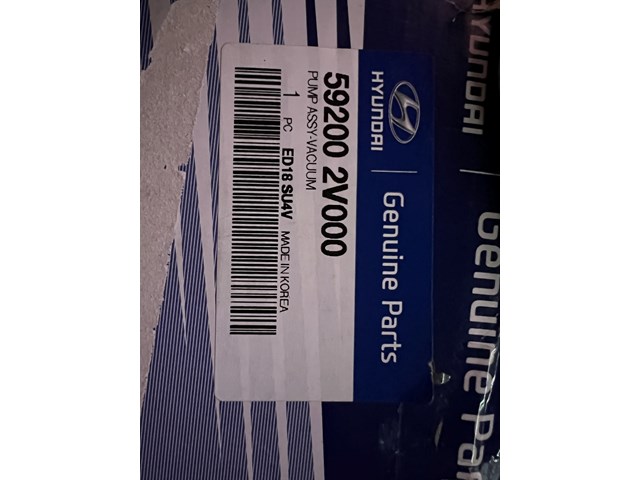 HYUNDAI | Genuine Parts
59200 2V000
PUMP ASSY-VACUUM
1 PC ED18 SU4V MADE IN KOREA
HYUNDAI
Genuine Pa